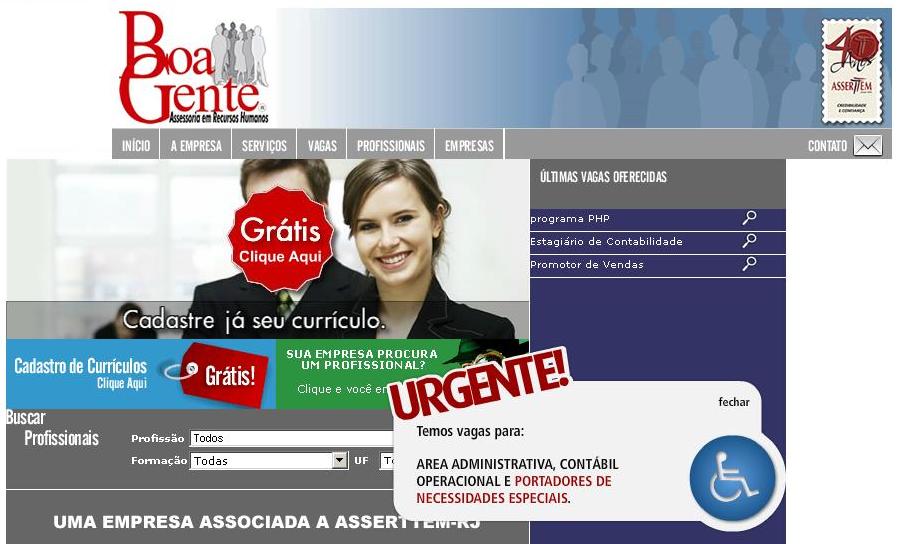 Boa
Gente
Assessoria em Recursos Humanos
40
Anos
ASSERTTEM
CREDIBILIDADE
E CONFIANÇA
INÍCIO
A EMPRESA
SERVIÇOS
VAGAS
PROFISSIONAIS
EMPRESAS
CONTATO
Grátis
Clique Aqui
Cadastre já seu currículo.
ÚLTIMAS VAGAS OFERECIDAS
programa PHP
Estagiário de Contabilidade
Promotor de Vendas
Cadastro de Currículos
Clique Aqui
Grátis!
SUA EMPRESA PROCURA
UM PROFISSIONAL?
Clique e você
URGENTE!
fechar
Temos vagas para:
AREA ADMINISTRATIVA, CONTÁBIL
OPERACIONAL E PORTADORES DE
NECESSIDADES ESPECIAIS.
Buscar
Profissionais
Profissão Todos
Formação Todas UF
UMA EMPRESA ASSOCIADA A ASSERTTEM-RJ